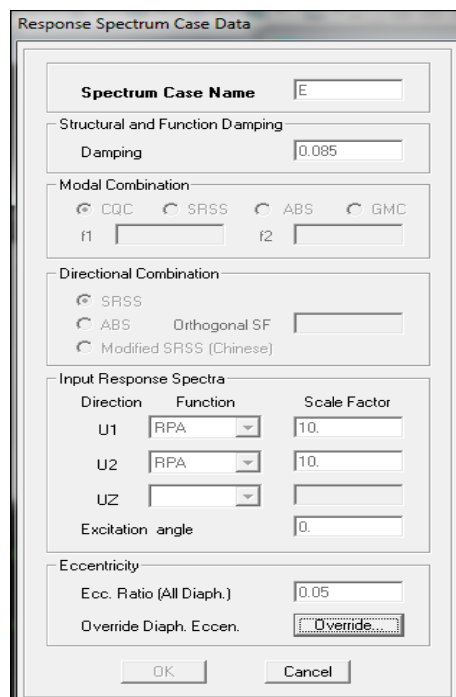 Response Spectrum Case Data
Spectrum Case Name E
Structural and Function Damping
Damping 0.085
Modal Combination
CQC SRSS ABS GMC
f1 f2
Directional Combination
SRSS
ABS Orthogonal SF
Modified SRSS (Chinese)
Input Response Spectra
Direction Function Scale Factor
U1 RPA 10.
U2 RPA 10.
UZ
Excitation angle 0.
Eccentricity
Ecc. Ratio (All Diaph.) 0.05
Override Diaph. Eccen. Override...
OK Cancel